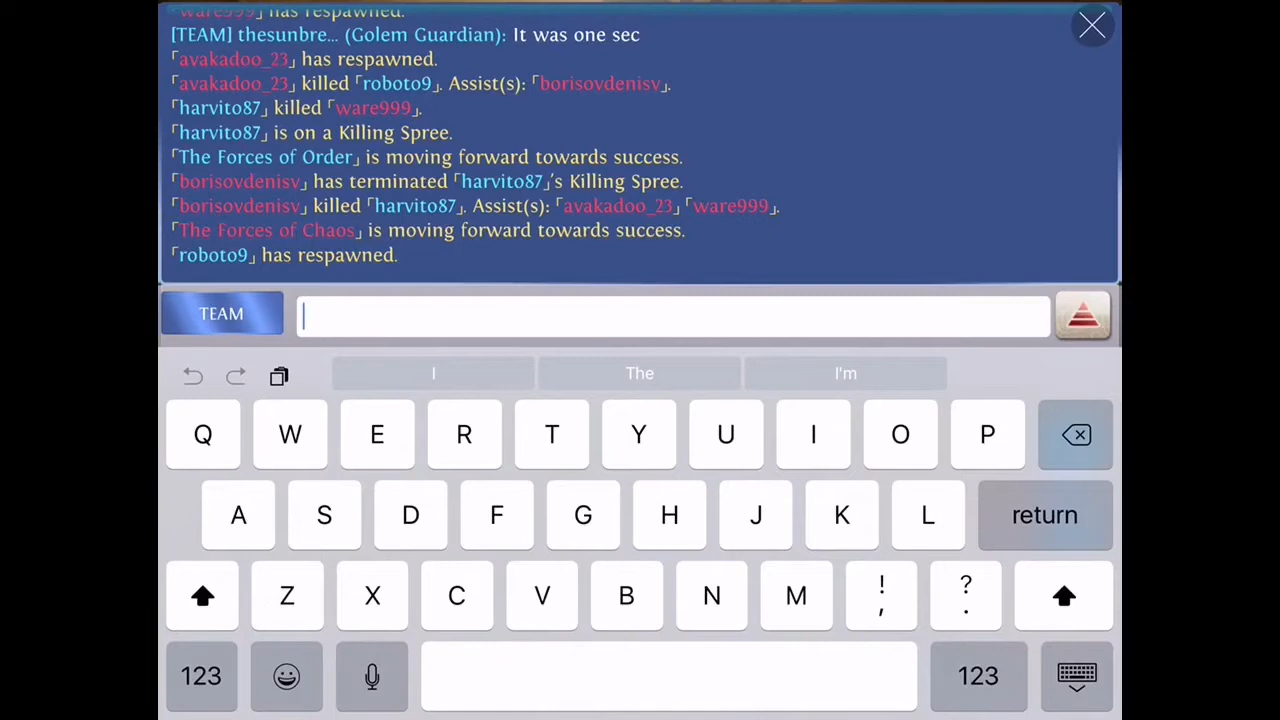 「ware999」 has respawned.
[TEAM] thesunbre... (Golem Guardian): It was one sec
「avakadoo_23」 has respawned.
「avakadoo_23」 killed 「roboto9」. Assist(s): 「borisovdenisv」.
「harvito87」 killed 「ware999」.
「harvito87」 is on a Killing Spree.
「The Forces of Order」 is moving forward towards success.
「borisovdenisv」 has terminated 「harvito87」's Killing Spree.
「borisovdenisv」 killed 「harvito87」. Assist(s): 「avakadoo_23」 「ware999」.
「The Forces of Chaos」 is moving forward towards success.
「roboto9」 has respawned.
TEAM
I The I'm
Q W E R T Y U I O P
A S D F G H J K L return
Z X C V B N M ! , ? .
123 123